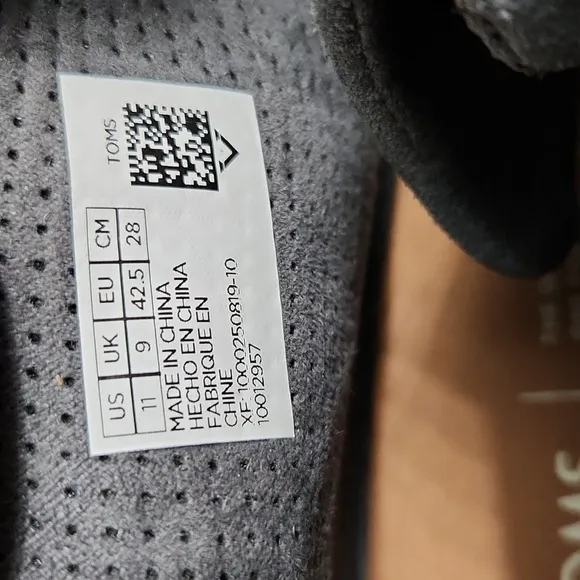 TOMS
US UK EU CM
11 9 42.5 28
MADE IN CHINA
HECHO EN CHINA
FABRIQUE EN
CHINE
XF:1000250819-10
10012957